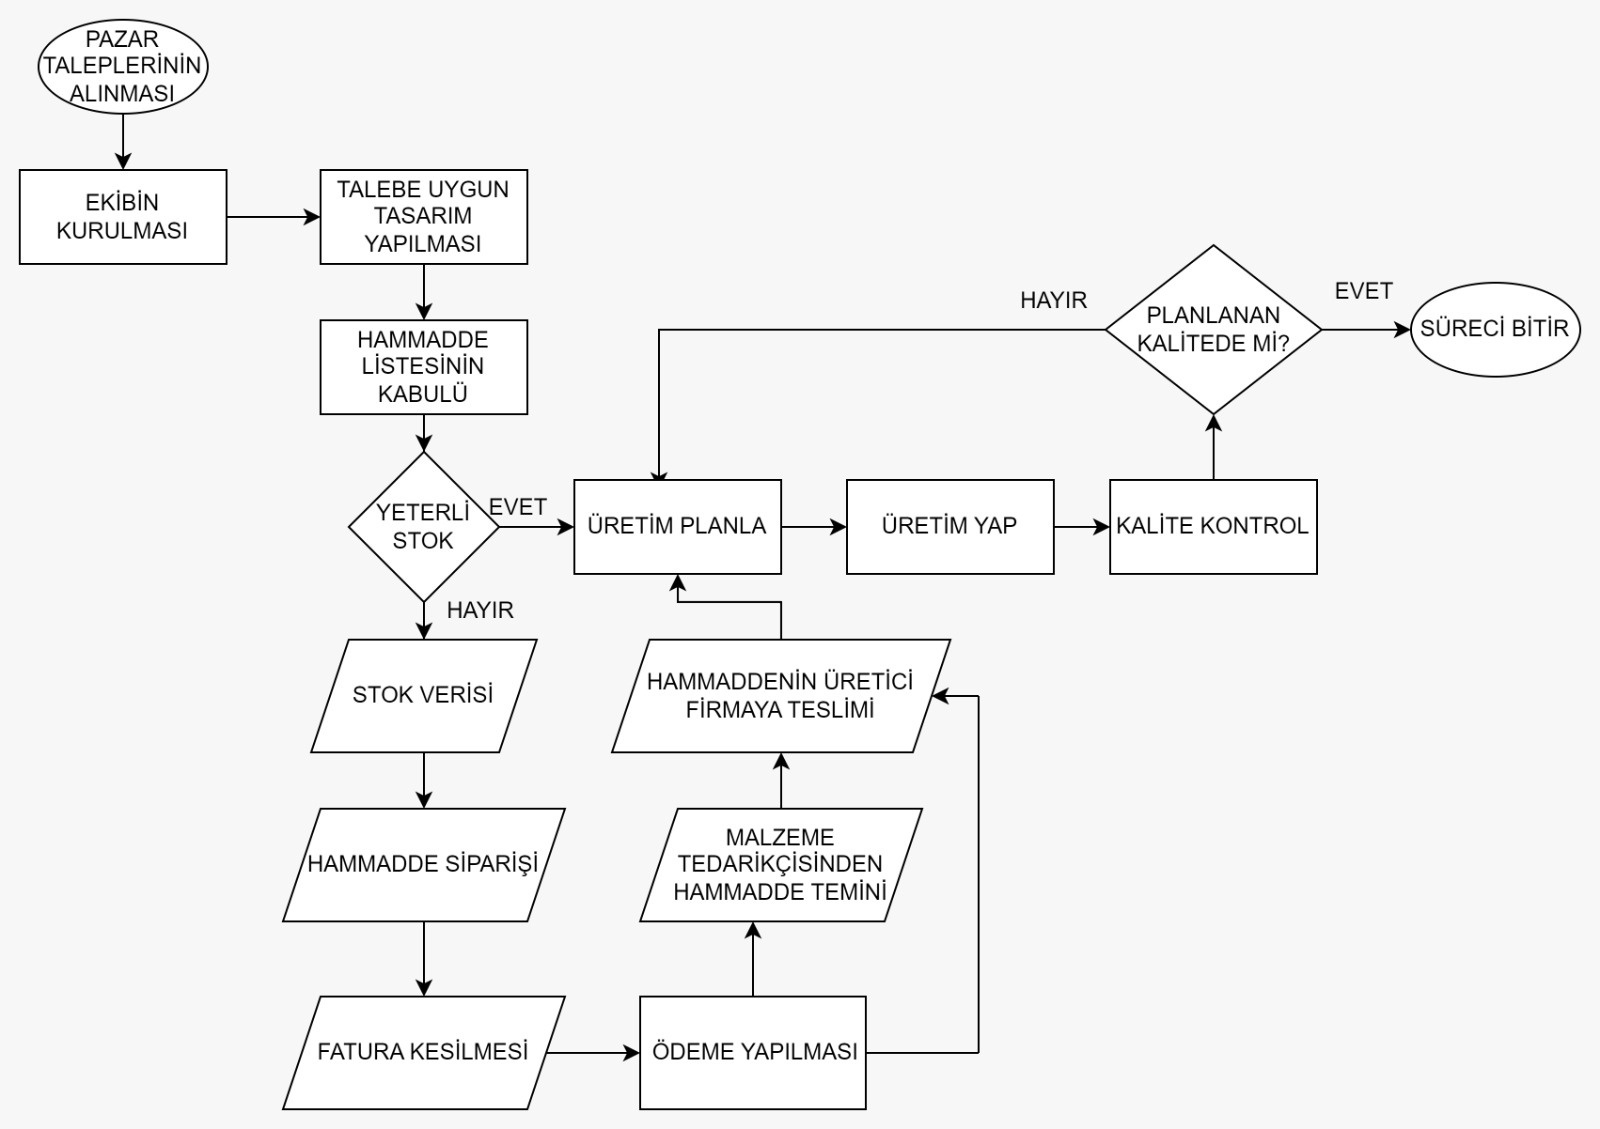 PAZAR
TALEPLERİNİN
ALINMASI
EKİBİN
KURULMASI
TALEBE UYGUN
TASARIM
YAPILMASI
HAMMADDE
LİSTESİNİN
KABULÜ
YETERLİ
STOK
EVET
HAYIR
ÜRETİM PLANLA
ÜRETİM YAP
KALİTE KONTROL
PLANLANAN
KALİTEDE Mİ?
HAYIR
EVET
SÜRECİ BİTİR
STOK VERİSİ
HAMMADDE SİPARİŞİ
FATURA KESİLMESİ
ÖDEME YAPILMASI
MALZEME
TEDARİKÇİSİNDEN
HAMMADDE TEMİNİ
HAMMADDENİN ÜRETİCİ
FİRMAYA TESLİMİ